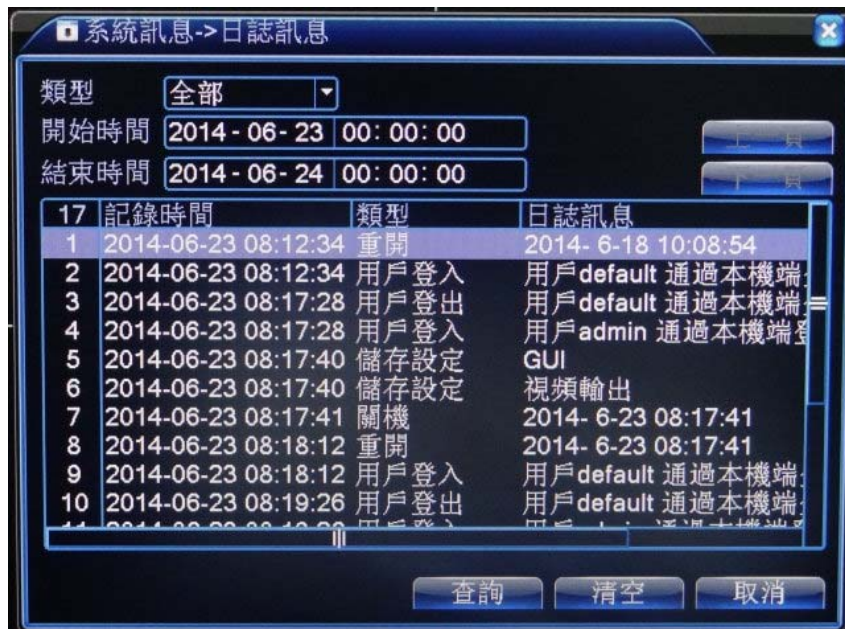 系統訊息->日誌訊息
類型 全部
開始時間 2014 - 06 - 23 00: 00: 00
上一頁
結束時間 2014 - 06 - 24 00: 00: 00
下一頁
17 記錄時間 類型 日誌訊息
1 2014-06-23 08:12:34 重開 2014- 6-18 10:08:54
2 2014-06-23 08:12:34 用戶登入 用戶default 通過本機端
3 2014-06-23 08:17:28 用戶登出 用戶default 通過本機端
4 2014-06-23 08:17:28 用戶登入 用戶admin 通過本機端登
5 2014-06-23 08:17:40 儲存設定 GUI
6 2014-06-23 08:17:40 儲存設定 視頻輸出
7 2014-06-23 08:17:41 關機 2014- 6-23 08:17:41
8 2014-06-23 08:18:12 重開 2014- 6-23 08:17:41
9 2014-06-23 08:18:12 用戶登入 用戶default 通過本機端
10 2014-06-23 08:19:26 用戶登出 用戶default 通過本機端
查詢 清空 取消